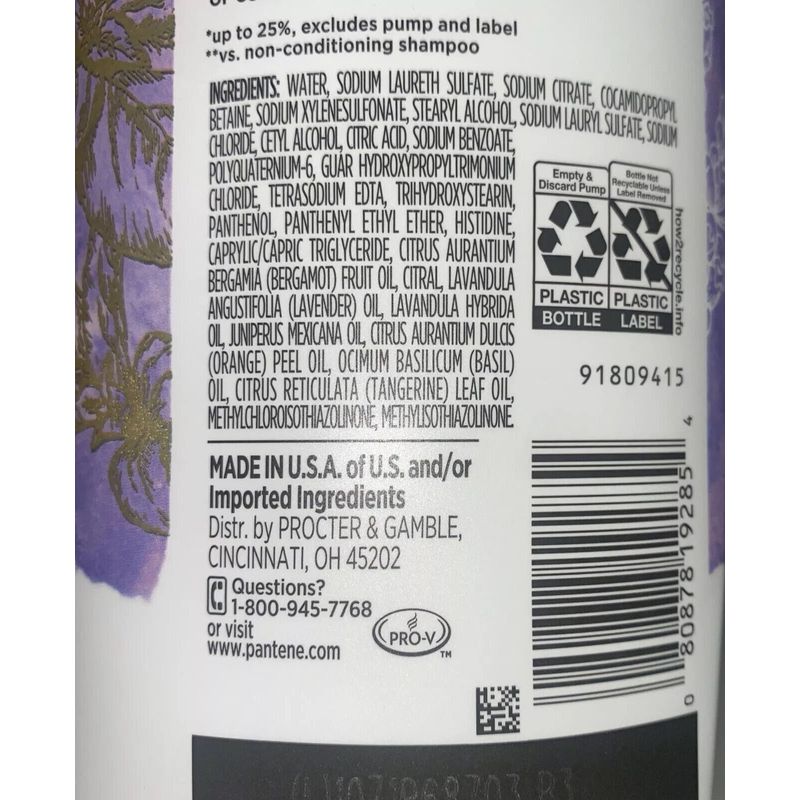 *up to 25%, excludes pump and label
**vs. non-conditioning shampoo
INGREDIENTS: WATER, SODIUM LAURETH SULFATE, SODIUM CITRATE, COCAMIDOPROPYL
BETAINE, SODIUM XYLENESULFONATE, STEARYL ALCOHOL, SODIUM LAURYL SULFATE, SODIUM
CHLORIDE, CETYL ALCOHOL, CITRIC ACID, SODIUM BENZOATE,
POLYQUATERNIUM-6, GUAR HYDROXYPROPYLTRIMONIUM
CHLORIDE, TETRASODIUM EDTA, TRIHYDROXYSTEARIN,
PANTHENOL, PANTHENYL ETHYL ETHER, HISTIDINE,
CAPRYLIC/CAPRIC TRIGLYCERIDE, CITRUS AURANTIUM
BERGAMIA (BERGAMOT) FRUIT OIL, CITRAL, LAVANDULA
ANGUSTIFOLIA (LAVENDER) OIL, LAVANDULA HYBRIDA
OIL, JUNIPERUS MEXICANA OIL, CITRUS AURANTIUM DULCIS
(ORANGE) PEEL OIL, OCIMUM BASILICUM (BASIL)
OIL, CITRUS RETICULATA (TANGERINE) LEAF OIL,
METHYLCHLOROISOTHIAZOLINONE, METHYLISOTHIAZOLINONE.
Empty &
Discard Pump
PLASTIC
BOTTLE
Bottle Not
Recyclable Unless
Label Removed
PLASTIC
LABEL
how2recycle.info
91809415
MADE IN U.S.A. of U.S. and/or
Imported Ingredients
Distr. by PROCTER & GAMBLE,
CINCINNATI, OH 45202
Questions?
1-800-945-7768
or visit
www.pantene.com
PRO-V
TM
0 80878 19285 4